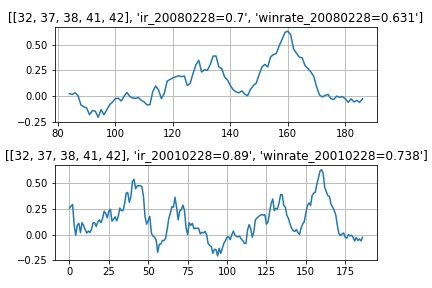 [[32, 37, 38, 41, 42], 'ir_20080228=0.7', 'winrate_20080228=0.631']
0.50
0.25
0.00
−0.25
80 100 120 140 160 180
[[32, 37, 38, 41, 42], 'ir_20010228=0.89', 'winrate_20010228=0.738']
0.50
0.25
0.00
−0.25
0 25 50 75 100 125 150 175